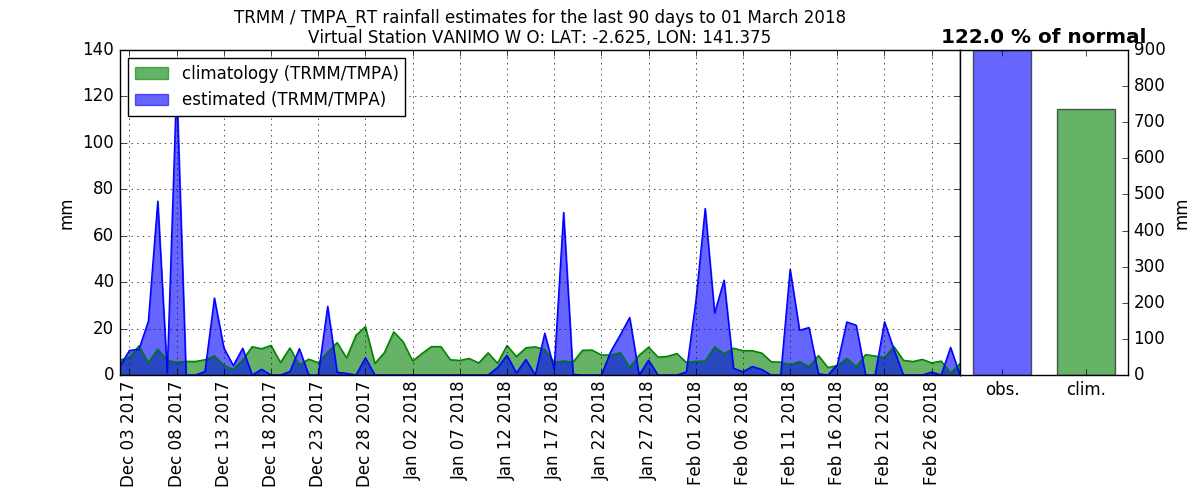 TRMM / TMPA_RT rainfall estimates for the last 90 days to 01 March 2018
Virtual Station VANIMO W O: LAT: -2.625, LON: 141.375
122.0 % of normal
climatology (TRMM/TMPA)
estimated (TRMM/TMPA)
mm
140
120
100
80
60
40
20
0
Dec 03 2017
Dec 08 2017
Dec 13 2017
Dec 18 2017
Dec 23 2017
Dec 28 2017
Jan 02 2018
Jan 07 2018
Jan 12 2018
Jan 17 2018
Jan 22 2018
Jan 27 2018
Feb 01 2018
Feb 06 2018
Feb 11 2018
Feb 16 2018
Feb 21 2018
Feb 26 2018
obs.
clim.
900
800
700
600
500
400
300
200
100
0
mm